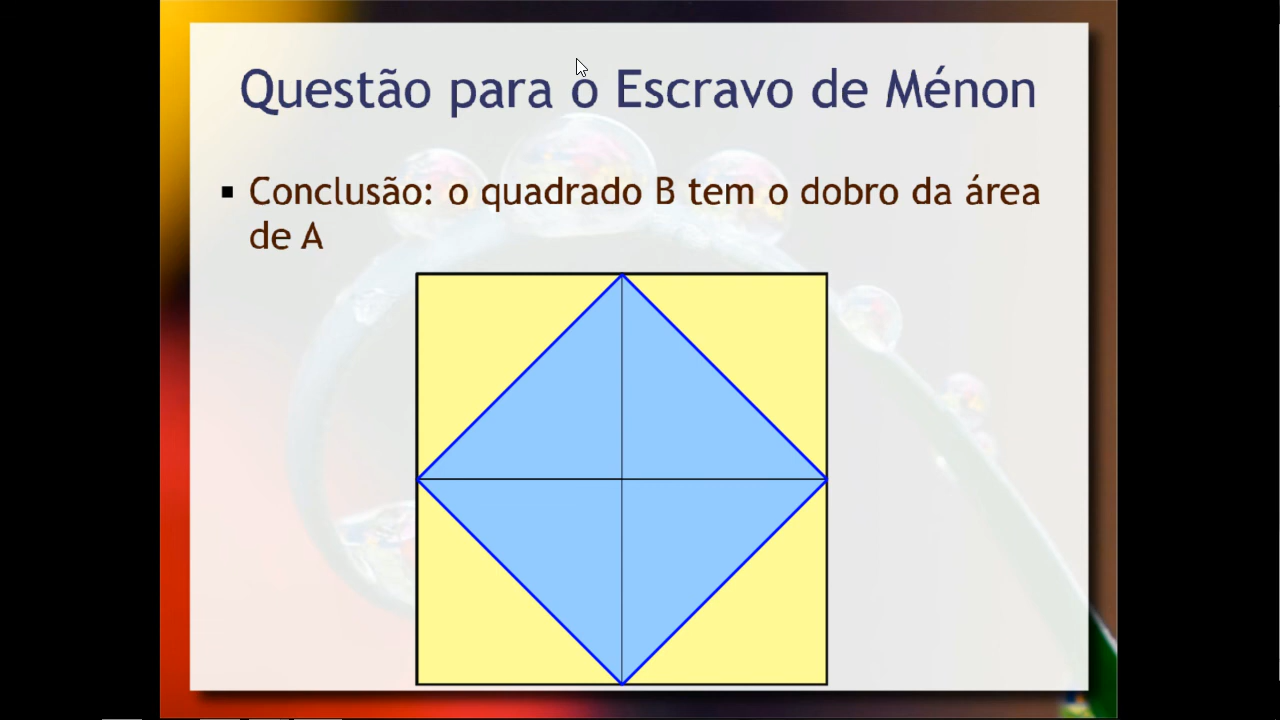 Questão para o Escravo de Ménon
▪ Conclusão: o quadrado B tem o dobro da área
de A